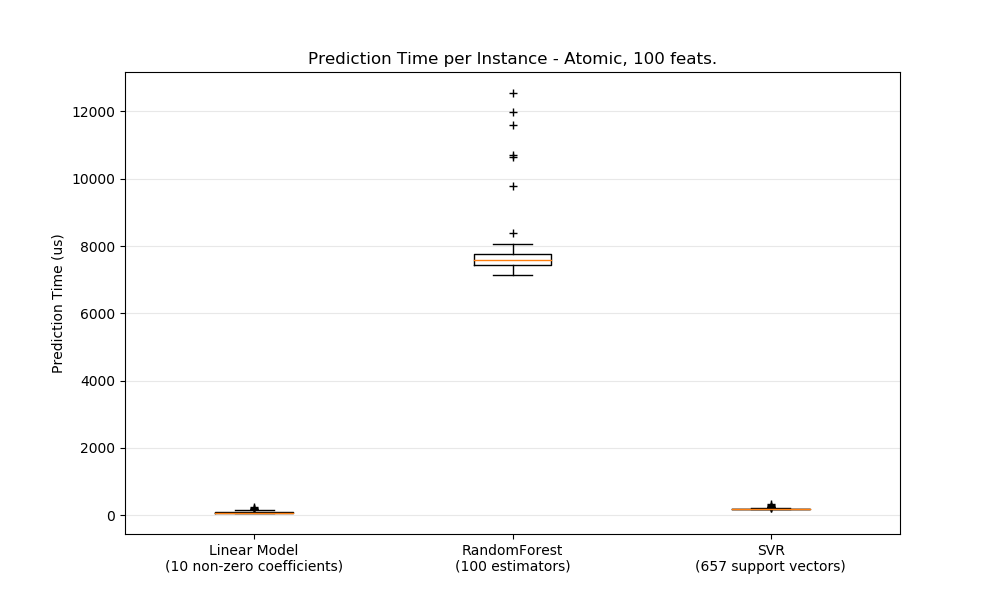 Prediction Time per Instance - Atomic, 100 feats.
Prediction Time (us)
12000
10000
8000
6000
4000
2000
0
Linear Model
(10 non-zero coefficients)
RandomForest
(100 estimators)
SVR
(657 support vectors)